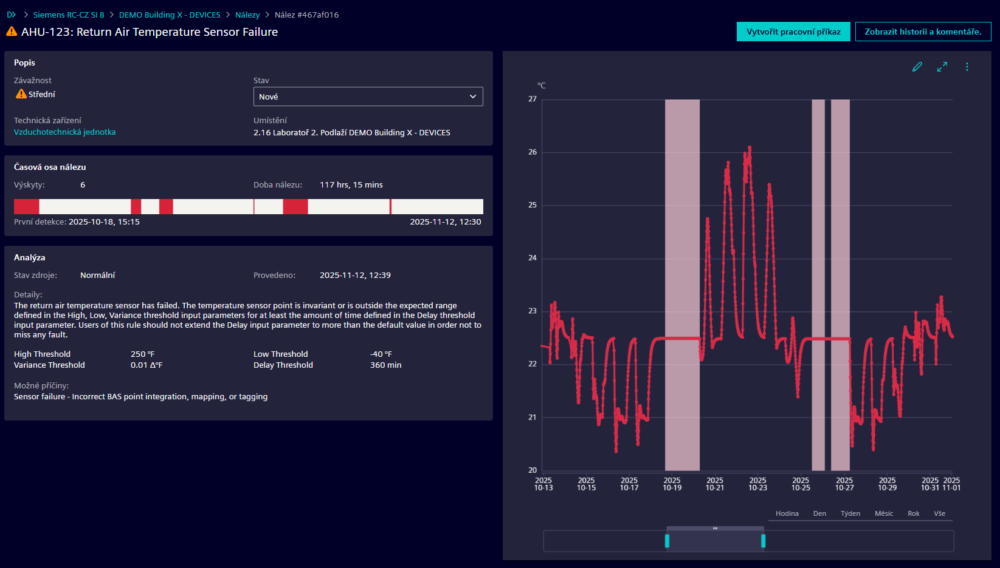 Siemens RC-CZ SI B > DEMO Building X - DEVICES > Nálezy > Nález #467af016
AHU-123: Return Air Temperature Sensor Failure
Vytvořit pracovní příkaz
Zobrazit historii a komentáře.
Popis
Závažnost
Střední
Stav
Nové
Technická zařízení
Vzduchotechnická jednotka
Umístění
2.16 Laboratoř 2. Podlaží DEMO Building X - DEVICES
Časová osa nálezu
Výskyty: 6
Doba nálezu: 117 hrs, 15 mins
První detekce: 2025-10-18, 15:15
2025-11-12, 12:30
Analýza
Stav zdroje: Normální
Provedeno: 2025-11-12, 12:39
Detaily:
The return air temperature sensor has failed. The temperature sensor point is invariant or is outside the expected range
defined in the High, Low, Variance threshold input parameters for at least the amount of time defined in the Delay threshold
input parameter. Users of this rule should not extend the Delay input parameter to more than the default value in order not to
miss any fault.
High Threshold 250 °F
Low Threshold -40 °F
Variance Threshold 0.01 Δ°F
Delay Threshold 360 min
Možné příčiny:
Sensor failure - Incorrect BAS point integration, mapping, or tagging
°C
27
26
25
24
23
22
21
20
2025 10-13
2025 10-15
2025 10-17
2025 10-19
2025 10-21
2025 10-23
2025 10-25
2025 10-27
2025 10-29
2025 10-31
2025 11-01
Hodina Den Týden Měsíc Rok Vše